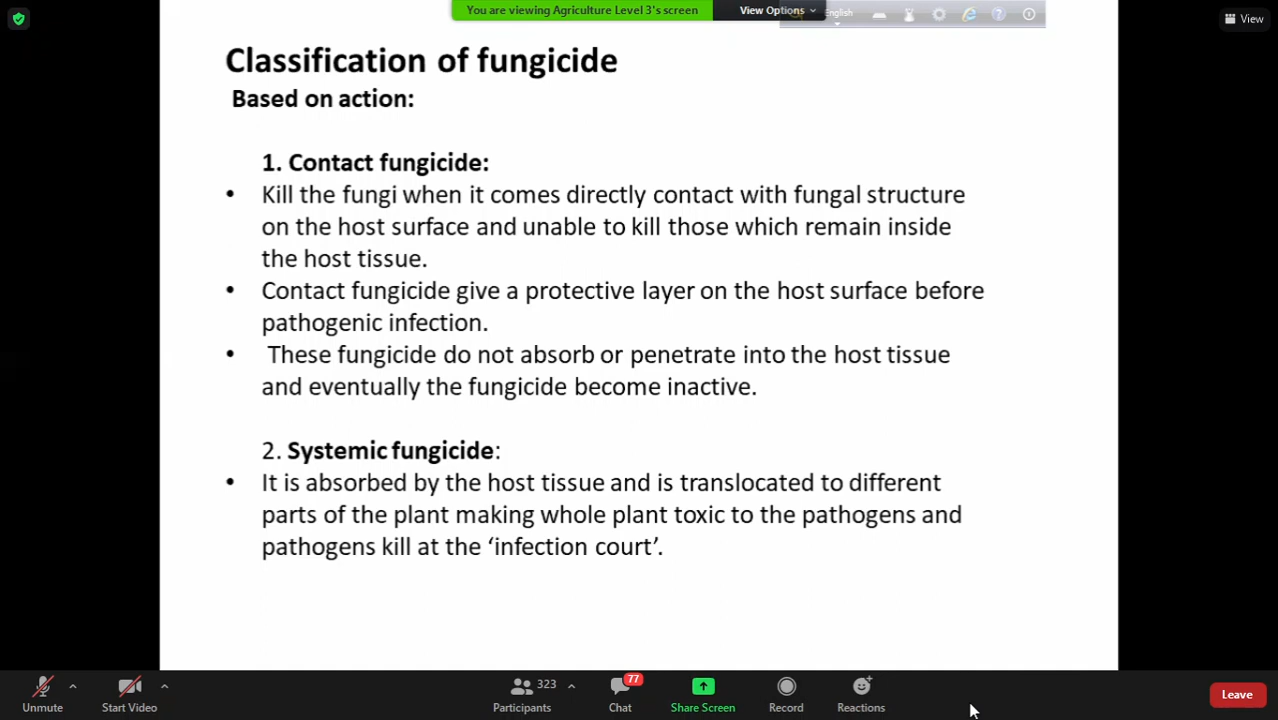 You are viewing Agriculture Level 3's screen
View Options
English
View
Classification of fungicide
Based on action:
1. Contact fungicide:
• Kill the fungi when it comes directly contact with fungal structure
on the host surface and unable to kill those which remain inside
the host tissue.
• Contact fungicide give a protective layer on the host surface before
pathogenic infection.
• These fungicide do not absorb or penetrate into the host tissue
and eventually the fungicide become inactive.
2. Systemic fungicide:
• It is absorbed by the host tissue and is translocated to different
parts of the plant making whole plant toxic to the pathogens and
pathogens kill at the ‘infection court’.
Unmute
Start Video
323
Participants
77
Chat
Share Screen
Record
Reactions
Leave